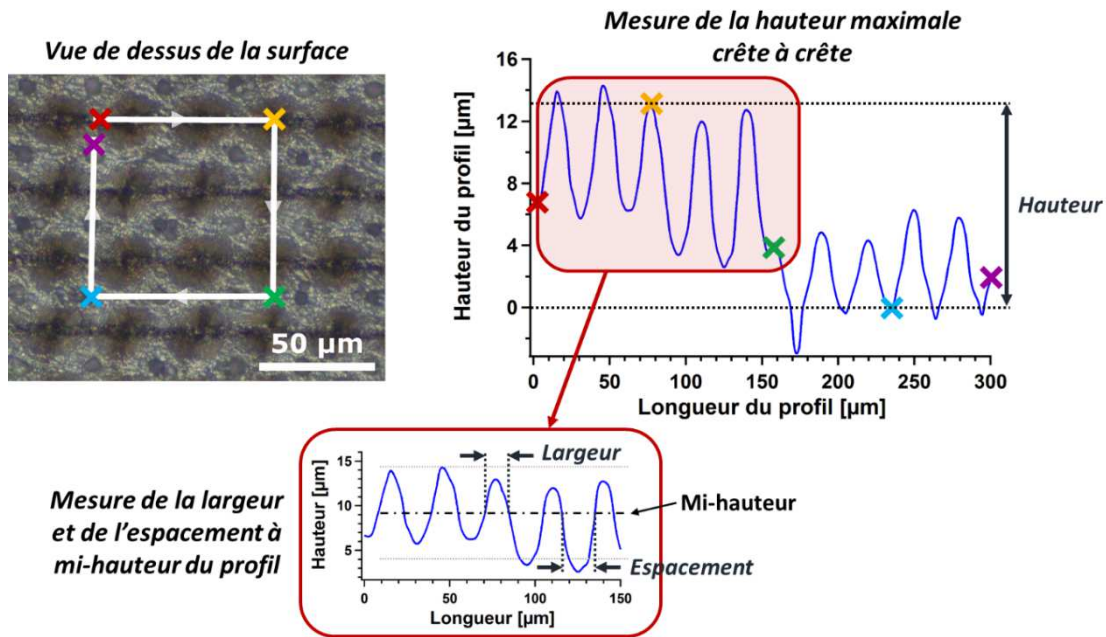 Vue de dessus de la surface
50 µm
Mesure de la hauteur maximale
crête à crête
Hauteur du profil [µm]
16
12
8
4
0
Hauteur
0 50 100 150 200 250 300
Longueur du profil [µm]
Mesure de la largeur
et de l'espacement à
mi-hauteur du profil
Hauteur [µm]
15
10
5
Largeur
Mi-hauteur
Espacement
0 50 100 150
Longueur [µm]